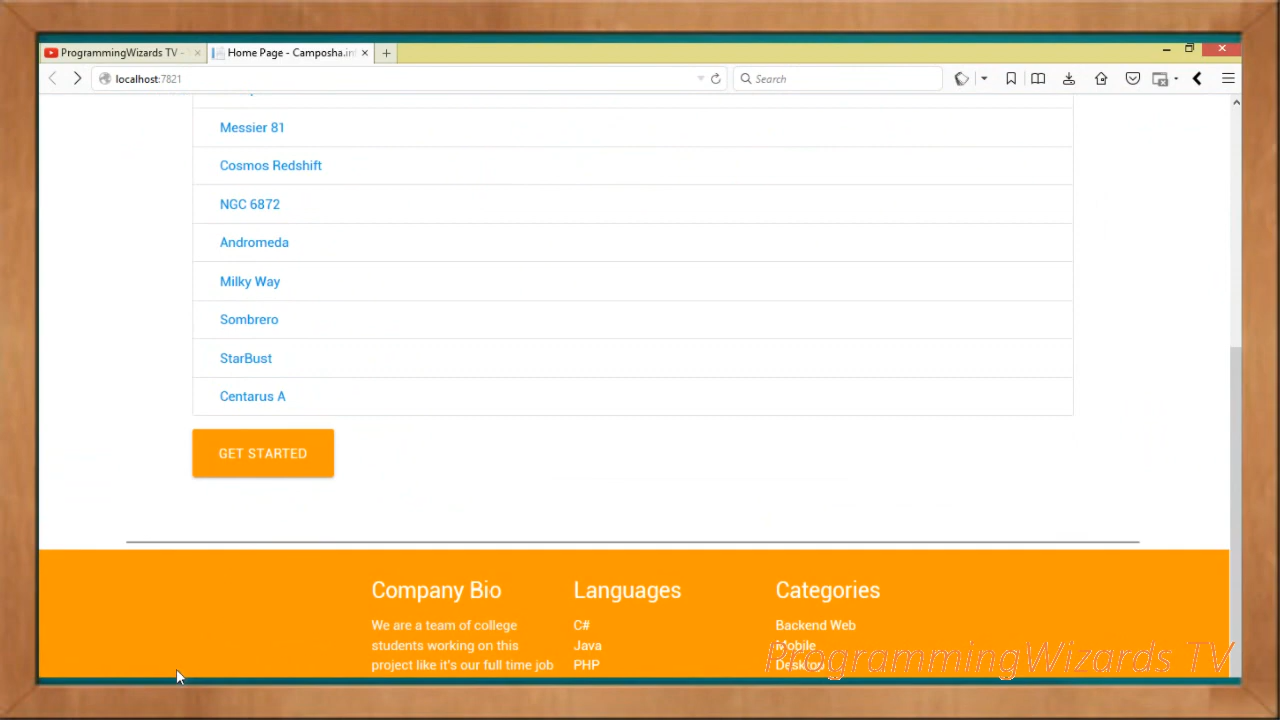 ProgrammingWizards TV -
Home Page - Camposha.in
localhost:7821
Search
Messier 81
Cosmos Redshift
NGC 6872
Andromeda
Milky Way
Sombrero
StarBust
Centarus A
GET STARTED
Company Bio
We are a team of college
students working on this
project like it's our full time job
Languages
C#
Java
PHP
Categories
Backend Web
Mobile
Desktop
ProgrammingWizards TV